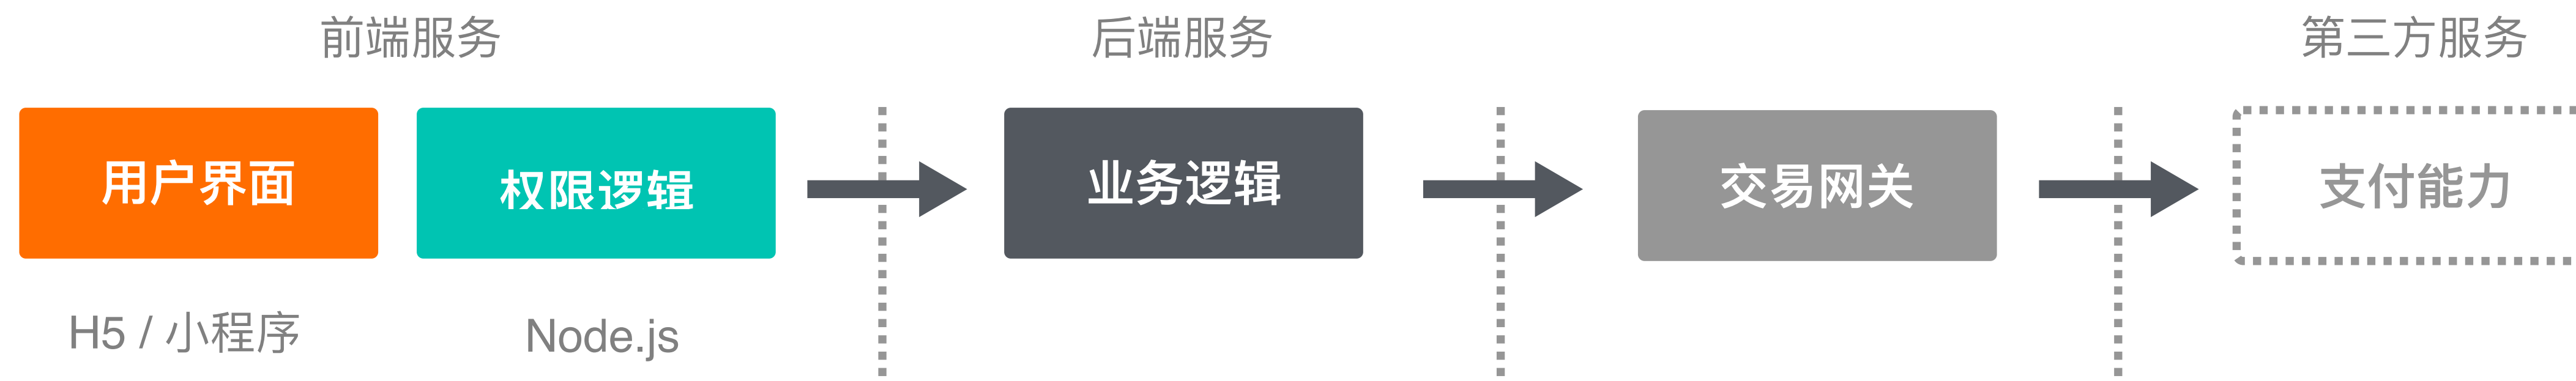 前端服务
后端服务
第三方服务
用户界面
权限逻辑
业务逻辑
交易网关
支付能力
H5 / 小程序
Node.js